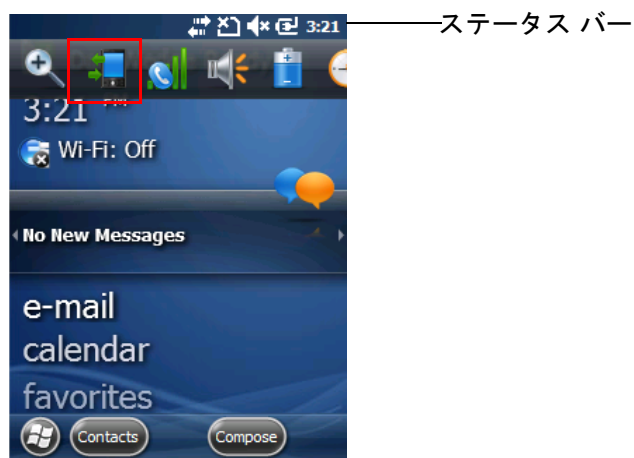 3:21
ステータス バー
3:21 PM
Wi-Fi: Off
No New Messages
e-mail
calendar
favorites
Contacts
Compose